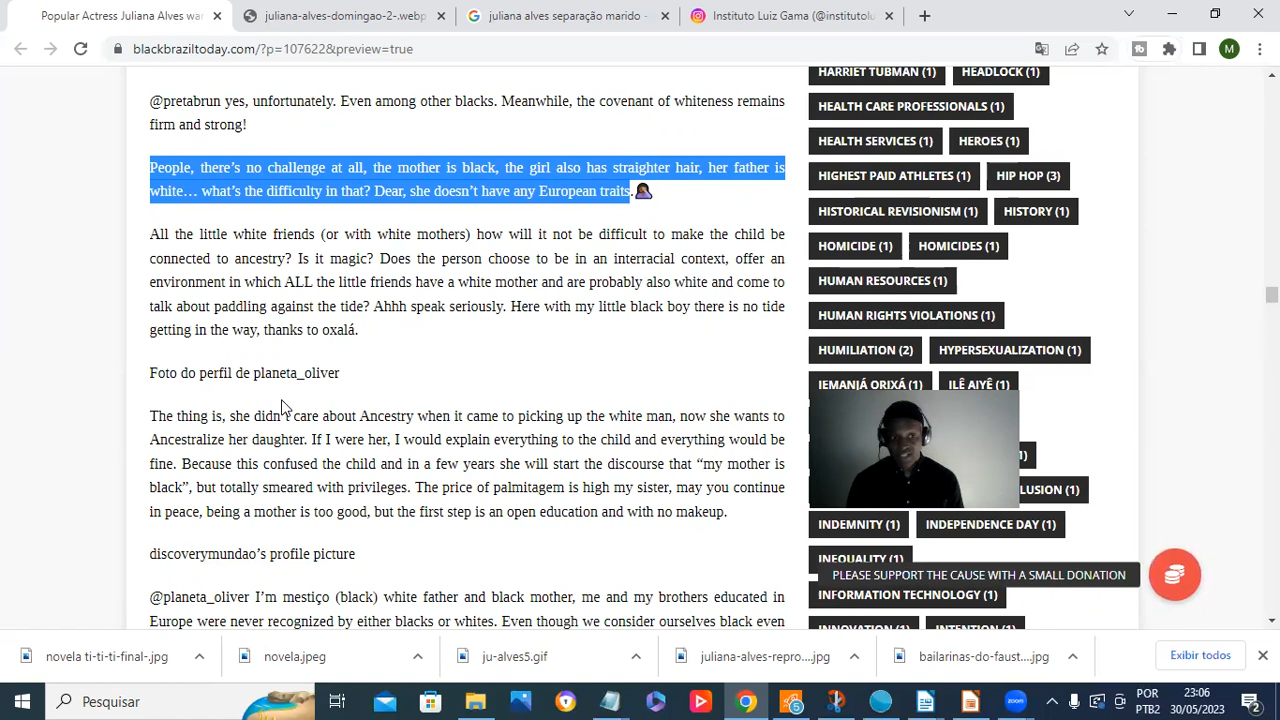 Popular Actress Juliana Alves war
juliana-alves-domingao-2-.webp
juliana alves separação marido -
Instituto Luiz Gama (@institotolu
blackbraziltoday.com/?p=107622&preview=true
M
@pretabrun yes, unfortunately. Even among other blacks. Meanwhile, the covenant of whiteness remains
firm and strong!
People, there's no challenge at all, the mother is black, the girl also has straighter hair, her father is
white… what's the difficulty in that? Dear, she doesn't have any European traits.
All the little white friends (or with white mothers) how will it not be difficult to make the child be
connected to ancestry? Is it magic? Does the person choose to be in an interracial context, offer an
environment in which ALL the little friends have a white mother and are probably also white and come to
talk about paddling against the tide? Ahhh speak seriously. Here with my little black boy there is no tide
getting in the way, thanks to oxalá.
Foto do perfil de planeta_oliver
The thing is, she didn't care about Ancestry when it came to picking up the white man, now she wants to
Ancestralize her daughter. If I were her, I would explain everything to the child and everything would be
fine. Because this confused the child and in a few years she will start the discourse that “my mother is
black”, but totally smeared with privileges. The price of palmitagem is high my sister, may you continue
in peace, being a mother is too good, but the first step is an open education and with no makeup.
discoverymundao's profile picture
@planeta_oliver I'm mestiço (black) white father and black mother, me and my brothers educated in
Europe were never recognized by either blacks or whites. Even though we consider ourselves black even
HARRIET TUBMAN (1) HEADLOCK (1)
HEALTH CARE PROFESSIONALS (1)
HEALTH SERVICES (1) HEROES (1)
HIGHEST PAID ATHLETES (1) HIP HOP (3)
HISTORICAL REVISIONISM (1) HISTORY (1)
HOMICIDE (1) HOMICIDES (1)
HUMAN RESOURCES (1)
HUMAN RIGHTS VIOLATIONS (1)
HUMILIATION (2) HYPERSEXUALIZATION (1)
IEMANJÁ ORIXÁ (1) ILÊ AIYÊ (1)
1)
LUSION (1)
INDEMNITY (1) INDEPENDENCE DAY (1)
INEQUALITY (1)
PLEASE SUPPORT THE CAUSE WITH A SMALL DONATION
INFORMATION TECHNOLOGY (1)
INNOVATION (1) INTENTION (1)
novela ti-ti-ti-final-.jpg
novela.jpeg
ju-alves5.gif
juliana-alves-repro....jpg
bailarinas-do-faust....jpg
Exibir todos
Pesquisar
5
zoom
POR
PTB2
23:06
30/05/2023
2